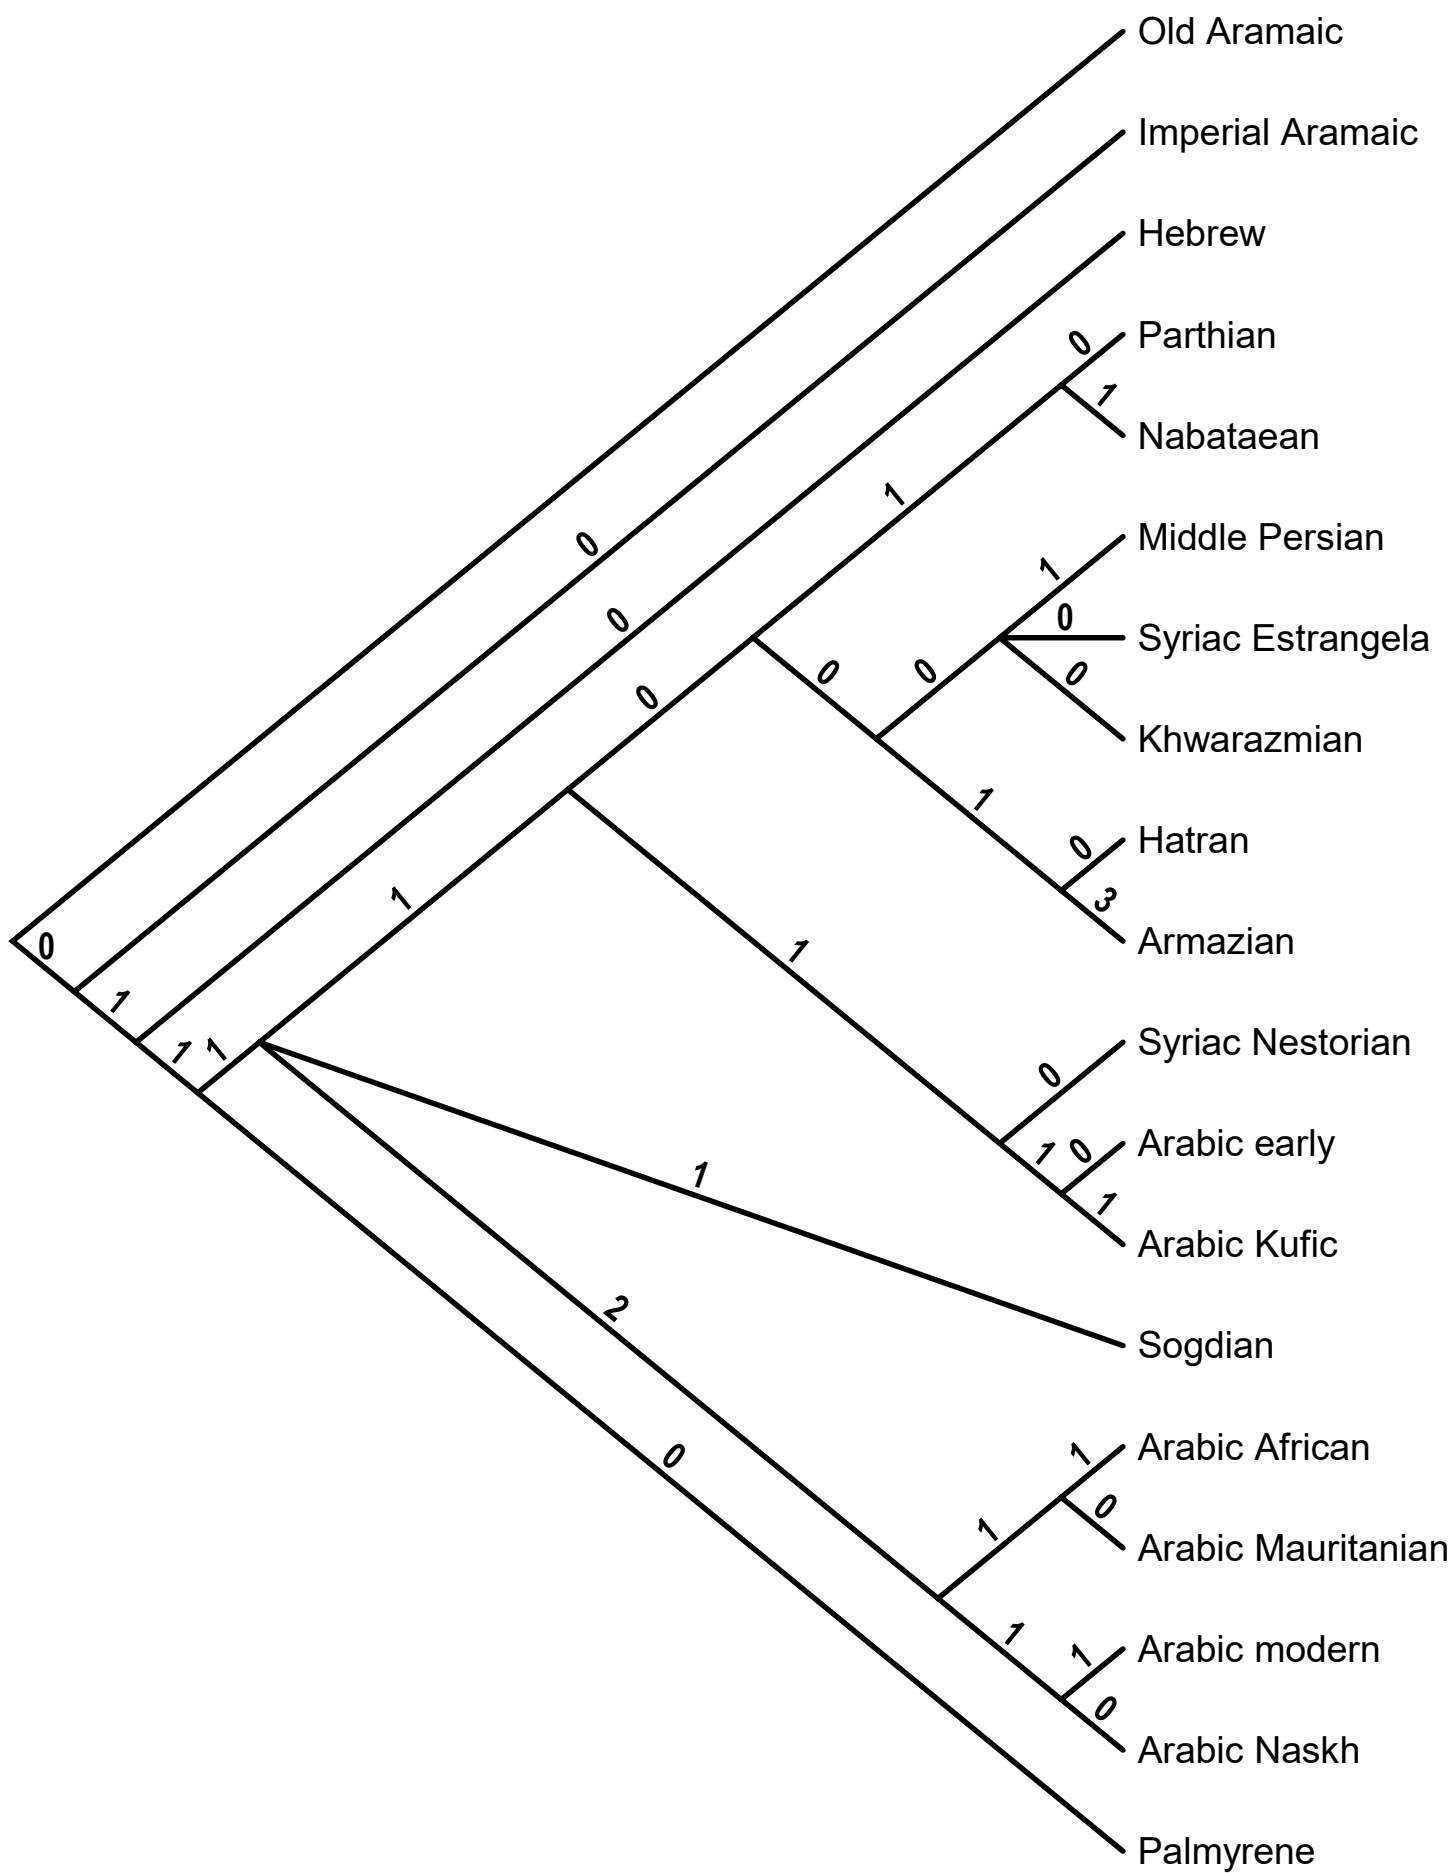 Old Aramaic
Imperial Aramaic
Hebrew
0
Parthian
1
Nabataean
1
0
1
Middle Persian
0
Syriac Estrangela
0
0
0
0
0
Khwarazmian
1
0
Hatran
1
3
Armazian
0
1
1
Syriac Nestorian
1
1
1
0
1
0
Arabic early
1
1
Arabic Kufic
2
Sogdian
1
Arabic African
0
0
1
Arabic Mauritanian
1
1
Arabic modern
0
Arabic Naskh
Palmyrene